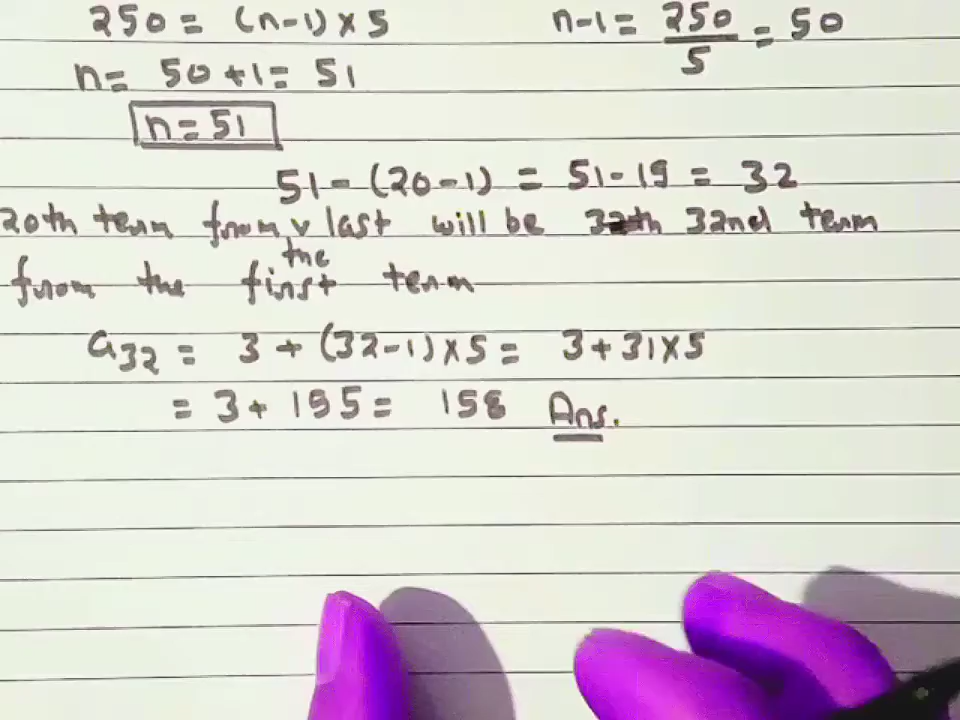 250 = (n-1)×5 n-1 = 250/5 = 50
n = 50+1 = 51
n = 51
51-(20-1) = 51-19 = 32
20th term from the last will be 32th 32nd term
from the first term
a32 = 3+(32-1)×5 = 3+31×5
= 3+155 = 158 Ans.